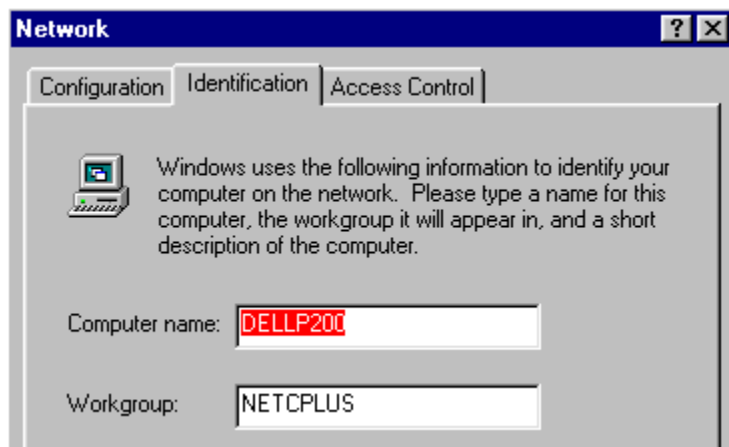 Network
Configuration Identification Access Control
Windows uses the following information to identify your
computer on the network. Please type a name for this
computer, the workgroup it will appear in, and a short
description of the computer.
Computer name: DELLP200
Workgroup: NETCPLUS